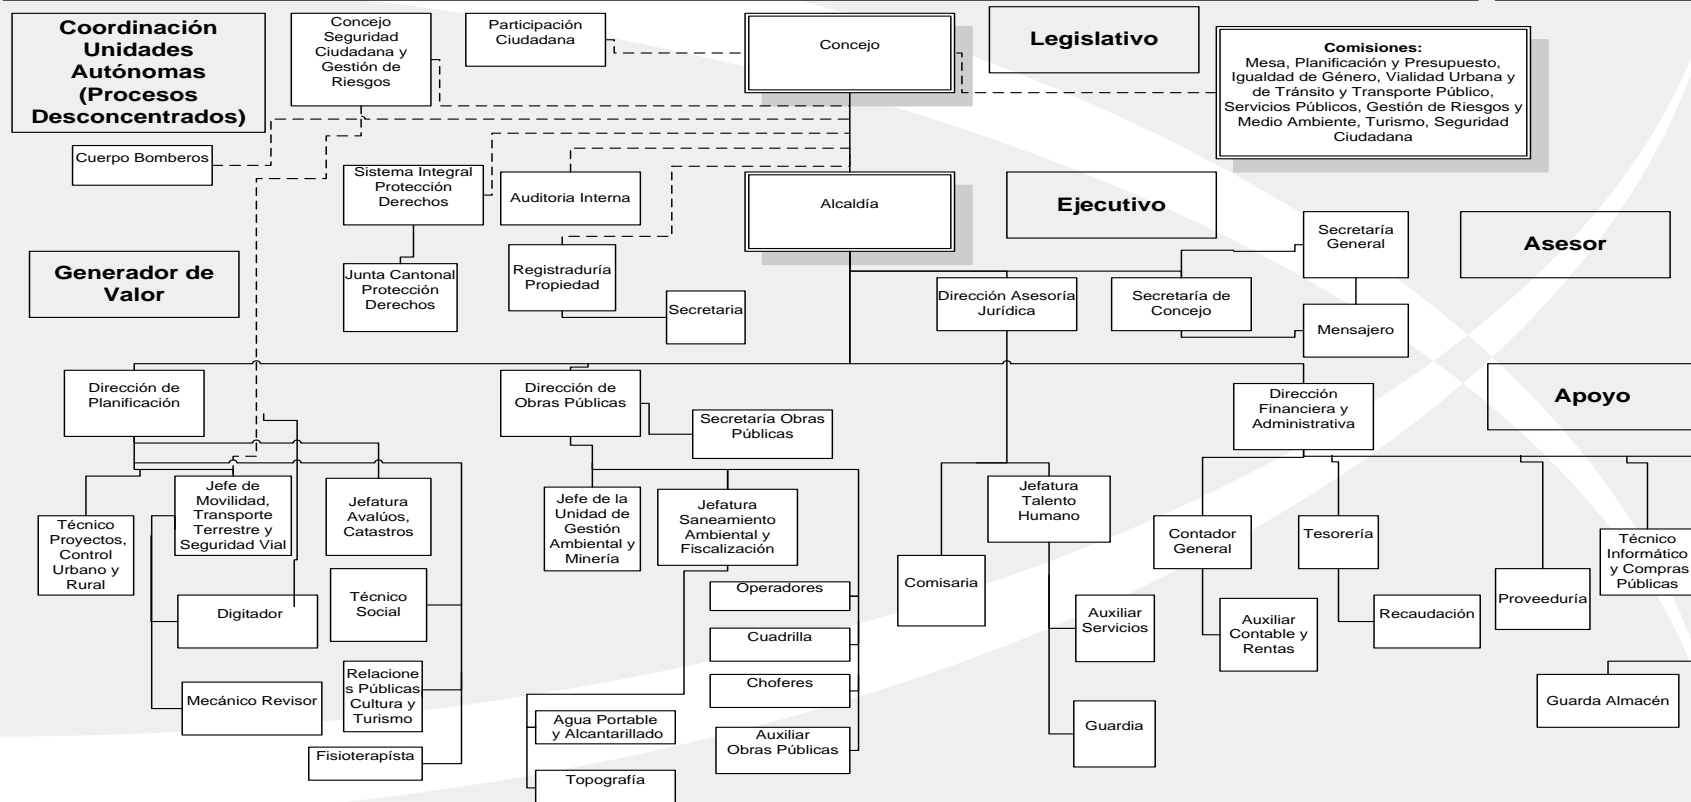 Coordinación
Unidades
Autónomas
(Procesos
Desconcentrados)
Concejo
Seguridad
Ciudadana y
Gestión de
Riesgos
Participación
Ciudadana
Concejo
Legislativo
Comisiones:
Mesa, Planificación y Presupuesto,
Igualdad de Género, Vialidad Urbana y
de Tránsito y Transporte Público,
Servicios Públicos, Gestión de Riesgos y
Medio Ambiente, Turismo, Seguridad
Ciudadana
Cuerpo Bomberos
Sistema Integral
Protección
Derechos
Auditoria Interna
Alcaldía
Ejecutivo
Secretaría
General
Asesor
Generador de
Valor
Junta Cantonal
Protección
Derechos
Registraduría
Propiedad
Secretaria
Dirección Asesoría
Jurídica
Secretaría de
Concejo
Mensajero
Dirección de
Planificación
Dirección de
Obras Públicas
Secretaría Obras
Públicas
Dirección
Financiera y
Administrativa
Apoyo
Técnico
Proyectos,
Control
Urbano y
Rural
Jefe de
Movilidad,
Transporte
Terrestre y
Seguridad Vial
Jefatura
Avalúos,
Catastros
Jefe de la
Unidad de
Gestión
Ambiental y
Minería
Jefatura
Saneamiento
Ambiental y
Fiscalización
Jefatura
Talento
Humano
Contador
General
Tesorería
Técnico
Informático
y Compras
Públicas
Comisaria
Digitador
Técnico
Social
Operadores
Cuadrilla
Auxiliar
Servicios
Auxiliar
Contable y
Rentas
Recaudación
Proveeduría
Mecánico Revisor
Relacione
s Públicas
Cultura y
Turismo
Choferes
Guarda Almacén
Agua Portable
y Alcantarillado
Auxiliar
Obras Públicas
Guardia
Fisioterapísta
Topografía